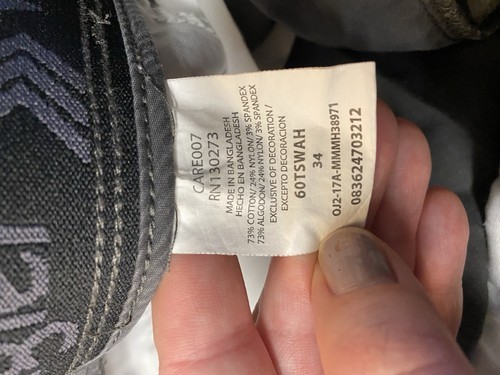 CARE007
RN130273
MADE IN BANGLADESH
HECHO EN BANGLADESH
73% COTTON/ 24% NYLON/3% SPANDEX
73% ALGODON/24% NYLON/3% SPANDEX
EXCLUSIVE OF DECORATION /
EXCEPTO DECORACION
60TSWAH
34
OJ2-17A-MMMH38971
083624703212